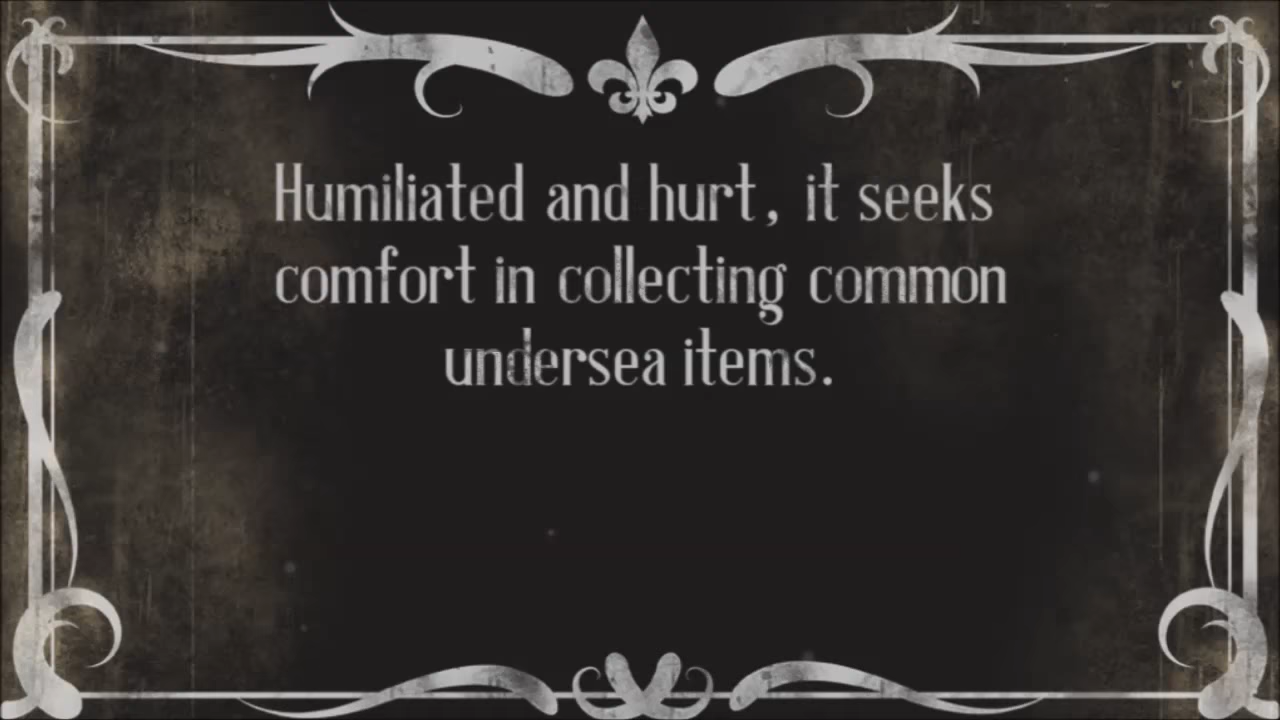 Humiliated and hurt, it seeks
comfort in collecting common
undersea items.